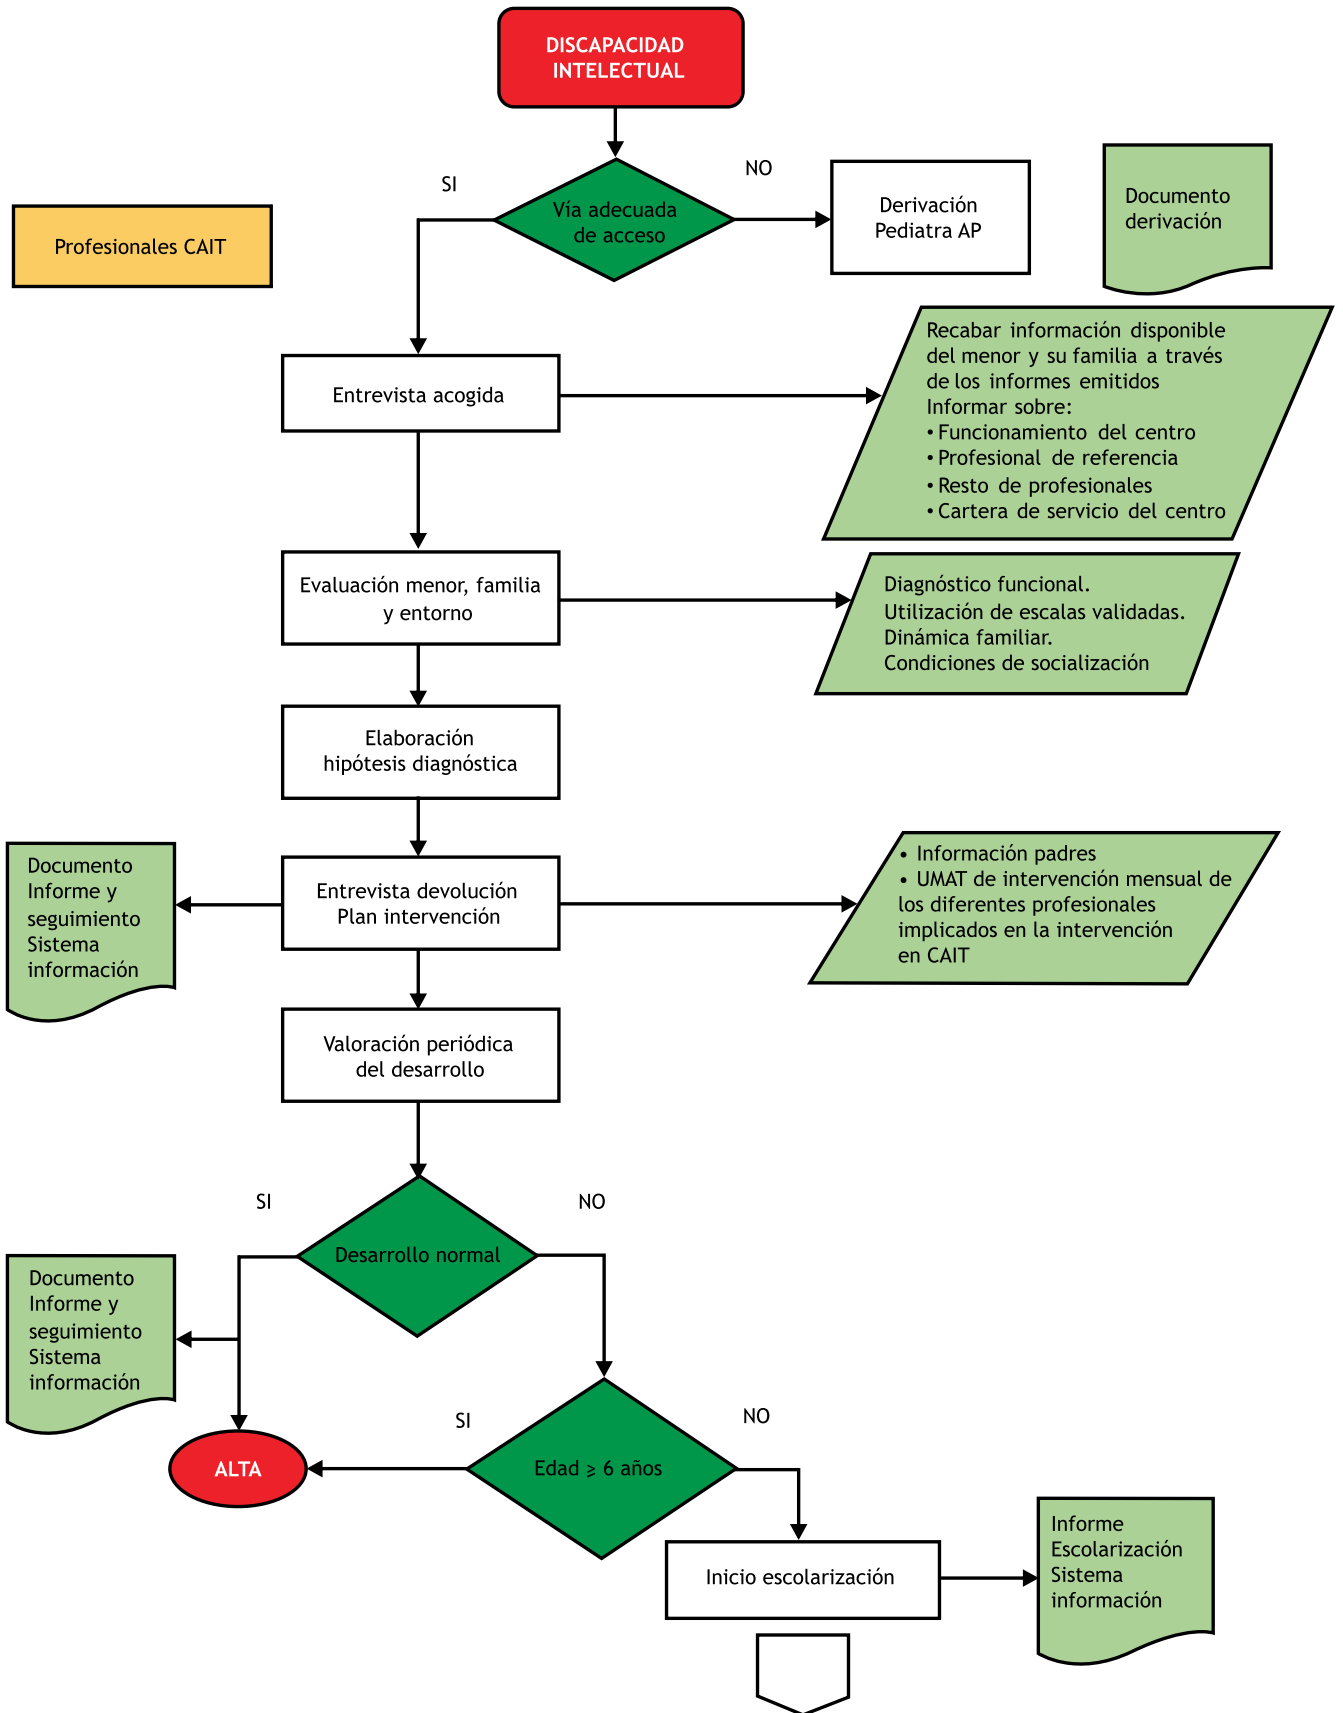 DISCAPACIDAD
INTELECTUAL
SI
NO
Vía adecuada
de acceso
Derivación
Pediatra AP
Documento
derivación
Profesionales CAIT
Entrevista acogida
Recabar información disponible
del menor y su familia a través
de los informes emitidos
Informar sobre:
• Funcionamiento del centro
• Profesional de referencia
• Resto de profesionales
• Cartera de servicio del centro
Evaluación menor, familia
y entorno
Diagnóstico funcional.
Utilización de escalas validadas.
Dinámica familiar.
Condiciones de socialización
Elaboración
hipótesis diagnóstica
Documento
Informe y
seguimiento
Sistema
información
Entrevista devolución
Plan intervención
• Información padres
• UMAT de intervención mensual de
los diferentes profesionales
implicados en la intervención
en CAIT
Valoración periódica
del desarrollo
SI
NO
Desarrollo normal
Documento
Informe y
seguimiento
Sistema
información
SI
NO
ALTA
Edad ⩾ 6 años
Inicio escolarización
Informe
Escolarización
Sistema
información